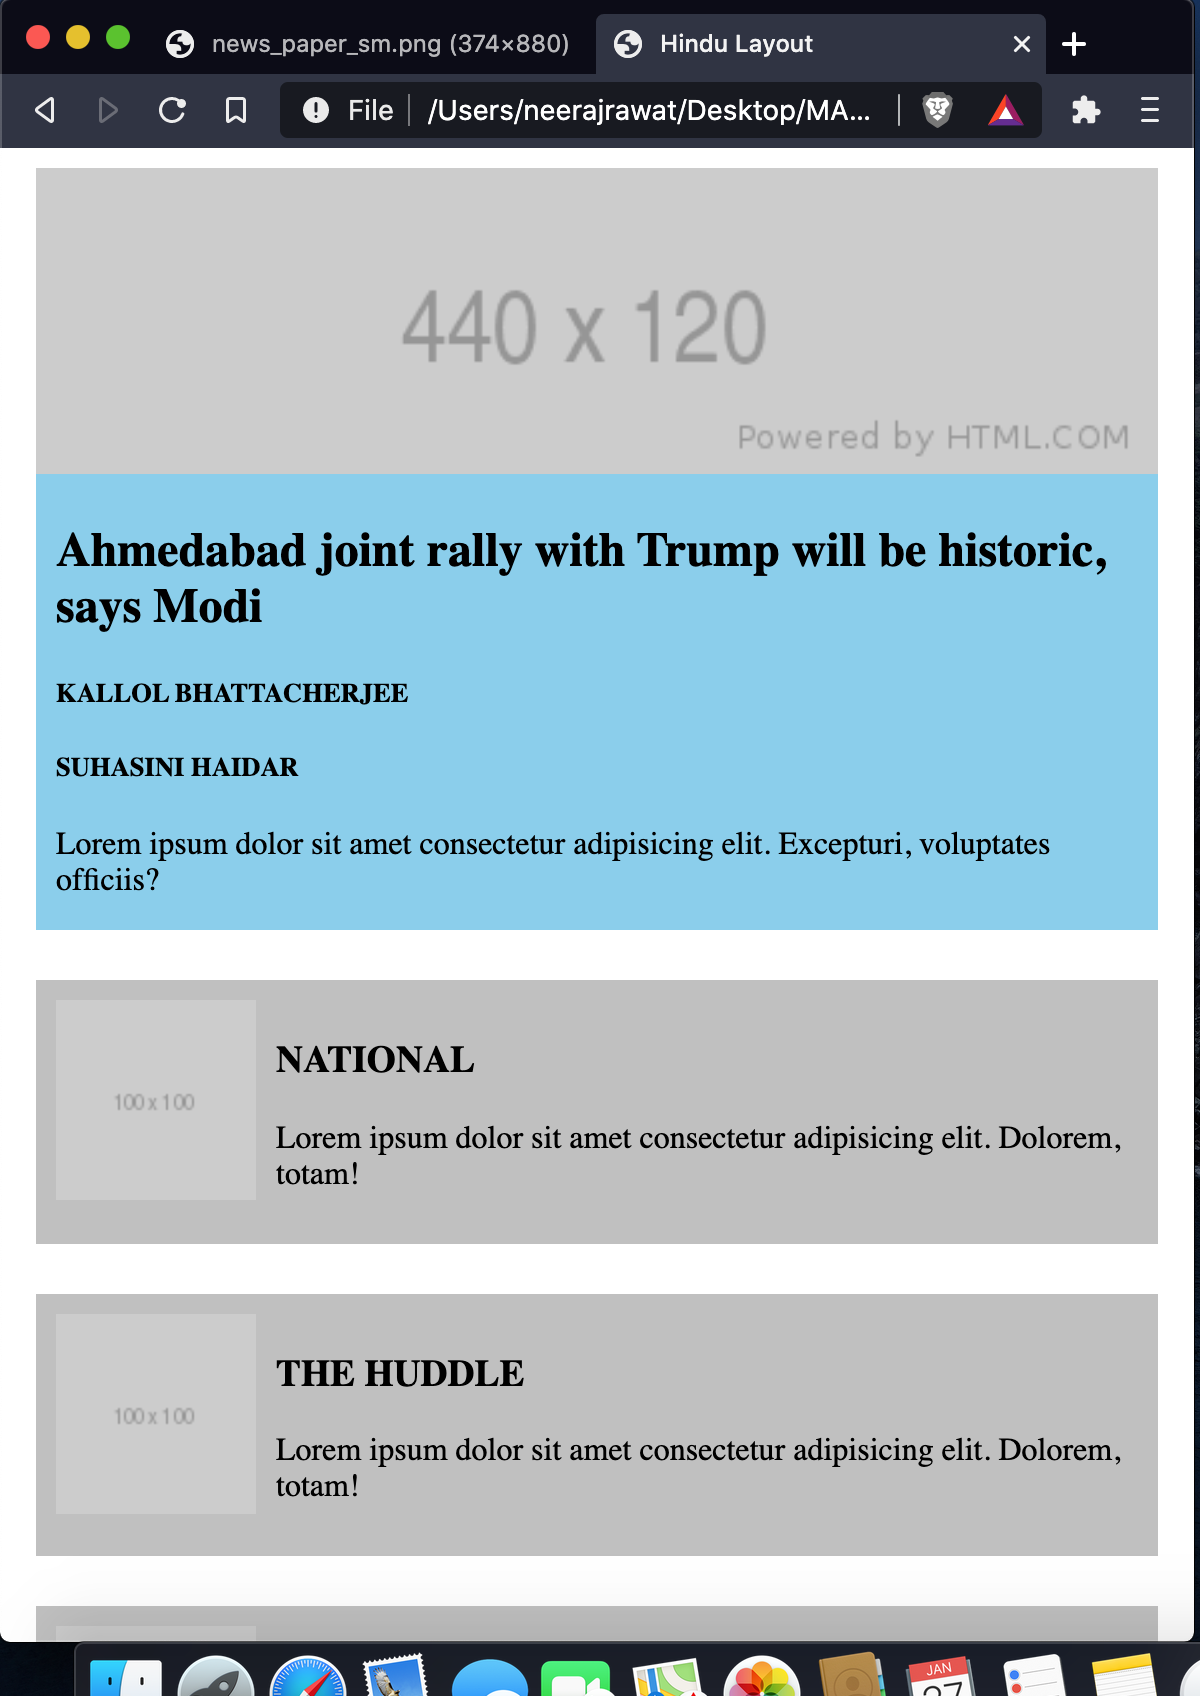 news_paper_sm.png (374×880)
Hindu Layout
File
/Users/neerajrawat/Desktop/MA...
440 x 120
Powered by HTML.COM
Ahmedabad joint rally with Trump will be historic,
says Modi
KALLOL BHATTACHERJEE
SUHASINI HAIDAR
Lorem ipsum dolor sit amet consectetur adipisicing elit. Excepturi, voluptates
officiis?
100 x 100
NATIONAL
Lorem ipsum dolor sit amet consectetur adipisicing elit. Dolorem,
totam!
100 x 100
THE HUDDLE
Lorem ipsum dolor sit amet consectetur adipisicing elit. Dolorem,
totam!
JAN
27